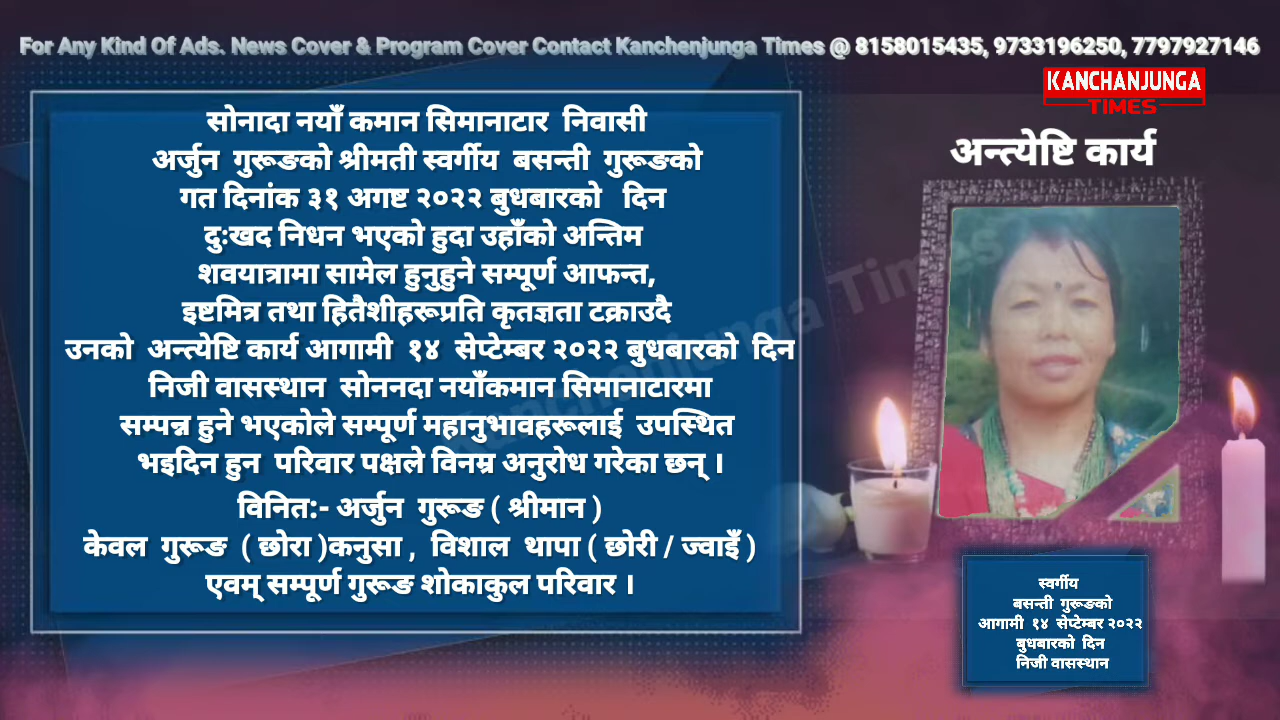 For Any Kind Of Ads. News Cover & Program Cover Contact Kanchenjunga Times @ 8158015435, 9733196250, 7797927146
KANCHANJUNGA
TIMES
सोनादा नयाँ कमान सिमानाटार निवासी
अर्जुन गुरूङको श्रीमती स्वर्गीय बसन्ती गुरूङको
गत दिनांक ३१ अगष्ट २०२२ बुधबारको दिन
दुःखद निधन भएको हुदा उहाँको अन्तिम
शवयात्रामा सामेल हुनुहुने सम्पूर्ण आफन्त,
इष्टमित्र तथा हितैशीहरूप्रति कृतज्ञता टक्राउदै
उनको अन्त्येष्टि कार्य आगामी १४ सेप्टेम्बर २०२२ बुधबारको दिन
निजी वासस्थान सोननदा नयाँकमान सिमानाटारमा
सम्पन्न हुने भएकोले सम्पूर्ण महानुभावहरूलाई उपस्थित
भइदिन हुन परिवार पक्षले विनम्र अनुरोध गरेका छन् ।
विनित:- अर्जुन गुरूङ ( श्रीमान )
केवल गुरूङ ( छोरा )कनुसा , विशाल थापा ( छोरी / ज्वाइँ )
एवम् सम्पूर्ण गुरूङ शोकाकुल परिवार ।
अन्त्येष्टि कार्य
स्वर्गीय
बसन्ती गुरूङको
आगामी १४ सेप्टेम्बर २०२२
बुधबारको दिन
निजी वासस्थान
Kanchenjunga Times